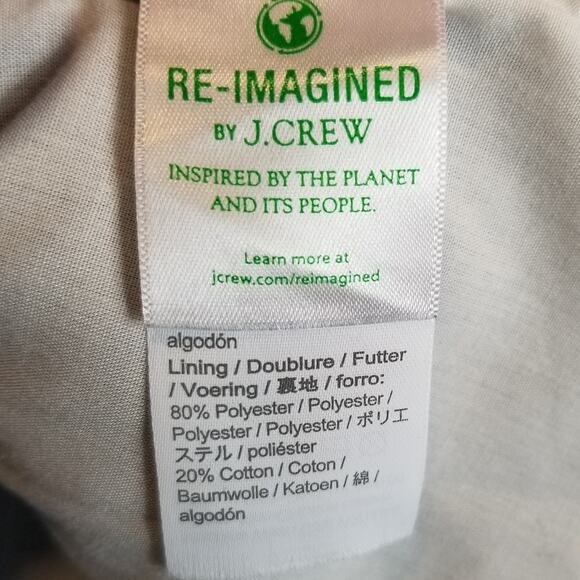 RE-IMAGINED
BY J.CREW
INSPIRED BY THE PLANET
AND ITS PEOPLE.
Learn more at
jcrew.com/reimagined
algodón
Lining / Doublure / Futter
/ Voering / 裏地 / forro:
80% Polyester / Polyester /
Polyester / Polyester / ポリエ
ステル / poliéster
20% Cotton / Coton /
Baumwolle / Katoen / 綿 /
algodón